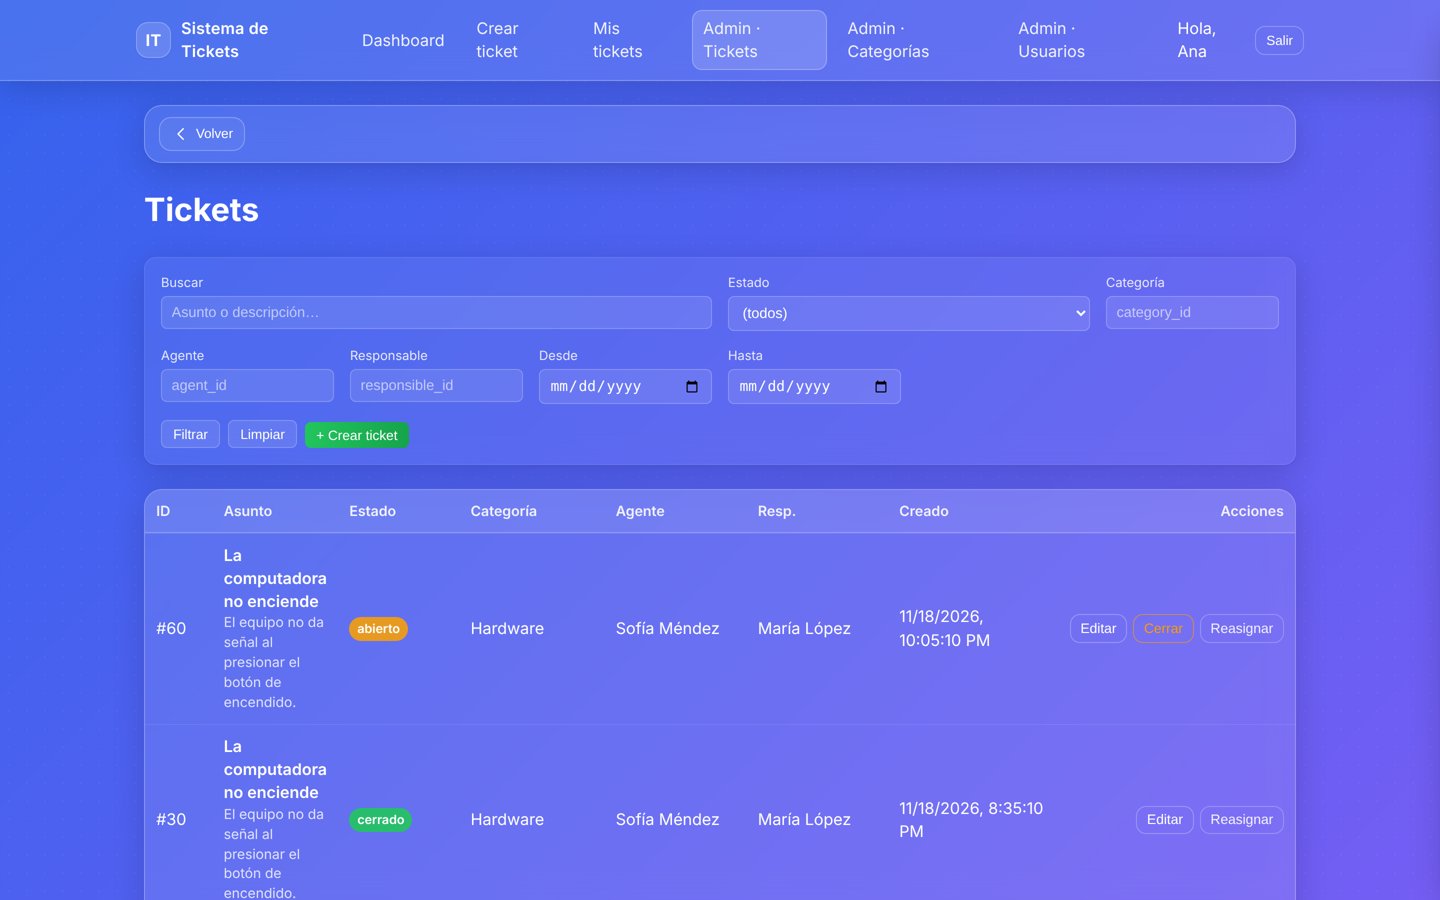 IT
Sistema de
Tickets
Dashboard
Crear
ticket
Mis
tickets
Admin ·
Tickets
Admin ·
Categorías
Admin ·
Usuarios
Hola,
Ana
Salir
Volver
Tickets
Buscar
Estado
Categoría
Asunto o descripción...
(todos)
category_id
Agente
Responsable
Desde
Hasta
agent_id
responsible_id
mm/dd/yyyy
mm/dd/yyyy
Filtrar
Limpiar
+ Crear ticket
ID
Asunto
Estado
Categoría
Agente
Resp.
Creado
Acciones
#60
La
computadora
no enciende
El equipo no da
señal al
presionar el
botón de
encendido.
abierto
Hardware
Sofía Méndez
María López
11/18/2026,
10:05:10 PM
Editar
Cerrar
Reasignar
#30
La
computadora
no enciende
El equipo no da
señal al
presionar el
botón de
encendido.
cerrado
Hardware
Sofía Méndez
María López
11/18/2026, 8:35:10
PM
Editar
Reasignar